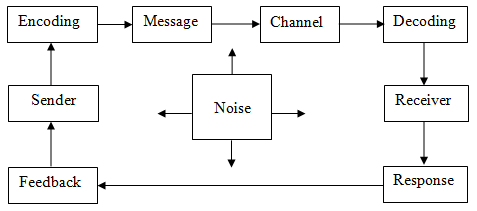 Encoding
Message
Channel
Decoding
Sender
Noise
Receiver
Feedback
Response